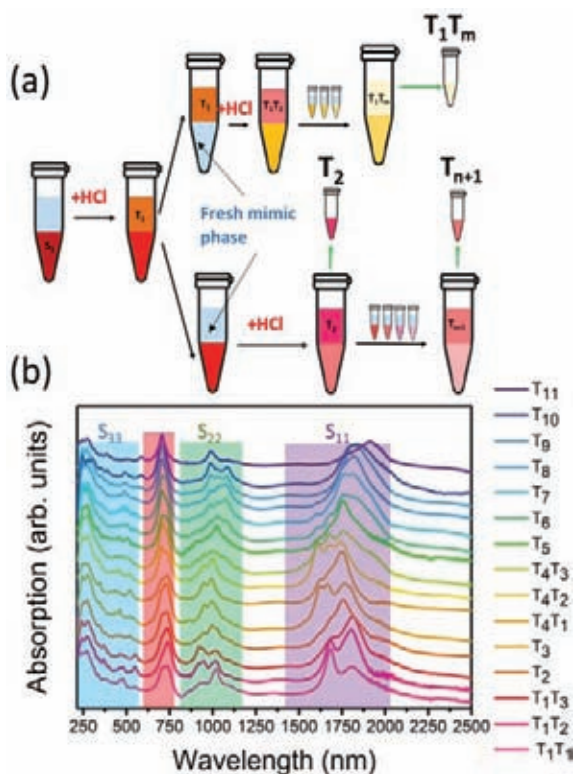 (a)
T₁Tₘ
T₁
+HCl
T₁T₂
T₁Tₘ
T₂
Tₙ₊₁
+HCl
S₁
T₁
Fresh mimic
phase
+HCl
T₂
(b)
S₃₃
S₂₂
S₁₁
Absorption (arb. units)
250
500
750
1000
1250
1500
1750
2000
2250
2500
Wavelength (nm)
T₁₁
T₁₀
T₉
T₈
T₇
T₆
T₅
T₄T₃
T₄T₂
T₄T₁
T₃
T₂
T₁T₃
T₁T₂
T₁T₁